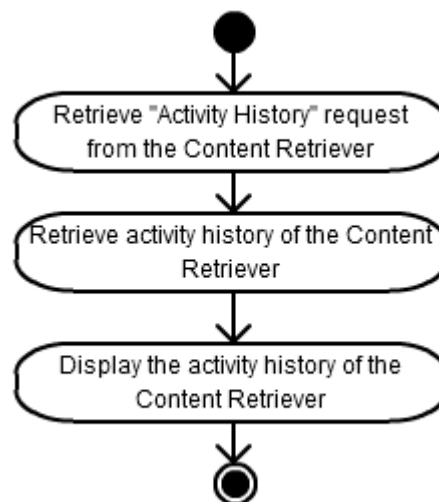 Retrieve "Activity History" request
from the Content Retriever
Retrieve activity history of the Content
Retriever
Display the activity history of the
Content Retriever